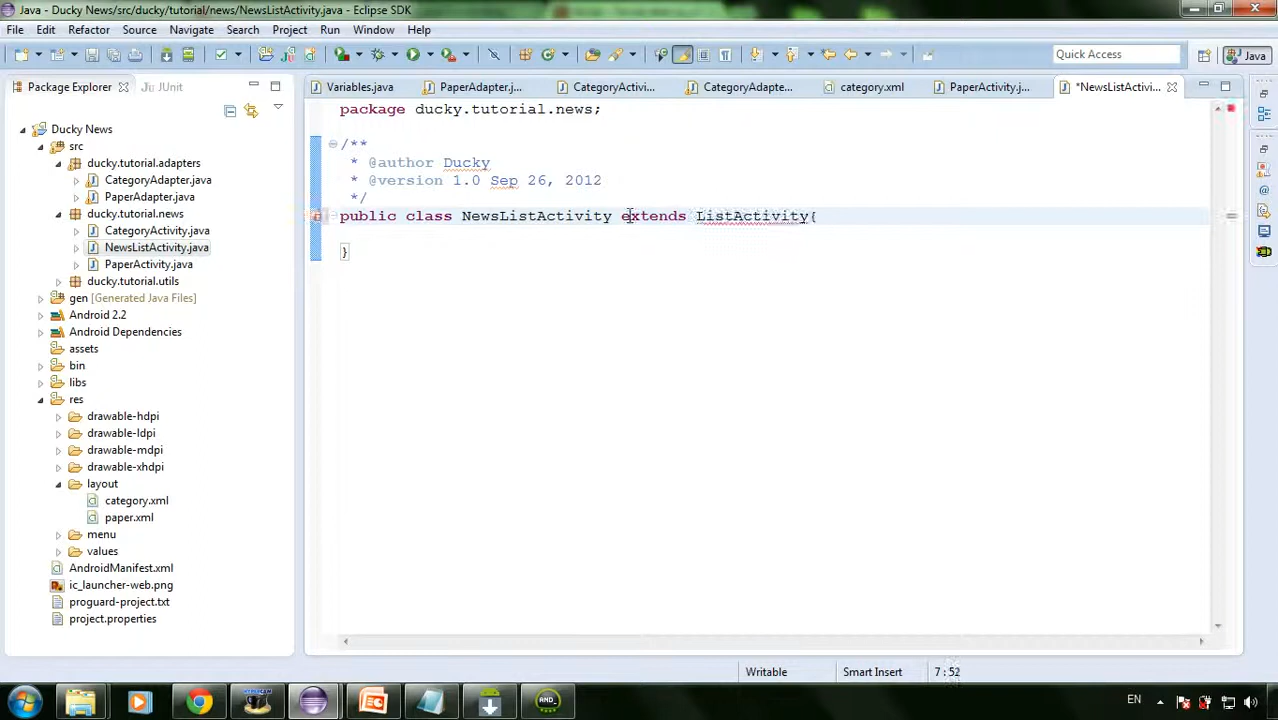 Java - Ducky News/src/ducky/tutorial/news/NewsListActivity.java - Eclipse SDK
File Edit Refactor Source Navigate Search Project Run Window Help
Quick Access
Java
Package Explorer
JUnit
Variables.java
PaperAdapter.j...
CategoryActivi...
CategoryAdapte...
category.xml
PaperActivity.j...
*NewsListActivi...
Ducky News
src
ducky.tutorial.adapters
CategoryAdapter.java
PaperAdapter.java
ducky.tutorial.news
CategoryActivity.java
NewsListActivity.java
PaperActivity.java
ducky.tutorial.utils
gen [Generated Java Files]
Android 2.2
Android Dependencies
assets
bin
libs
res
drawable-hdpi
drawable-ldpi
drawable-mdpi
drawable-xhdpi
layout
category.xml
paper.xml
menu
values
AndroidManifest.xml
ic_launcher-web.png
proguard-project.txt
project.properties
package ducky.tutorial.news;
/**
* @author Ducky
* @version 1.0 Sep 26, 2012
*/
public class NewsListActivity extends ListActivity{
}
Writable
Smart Insert
7 : 52
EN